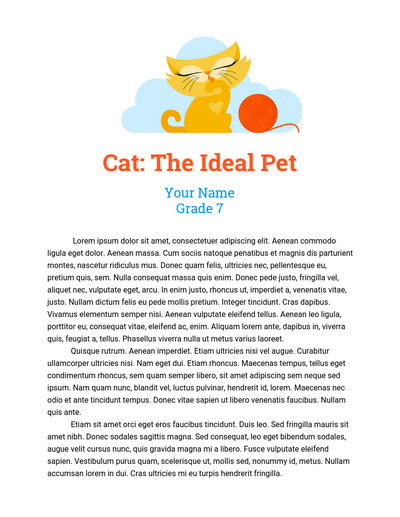 Cat: The Ideal Pet
Your Name
Grade 7
Lorem ipsum dolor sit amet, consectetuer adipiscing elit. Aenean commodo
ligula eget dolor. Aenean massa. Cum sociis natoque penatibus et magnis dis parturient
montes, nascetur ridiculus mus. Donec quam felis, ultricies nec, pellentesque eu,
pretium quis, sem. Nulla consequat massa quis enim. Donec pede justo, fringilla vel,
aliquet nec, vulputate eget, arcu. In enim justo, rhoncus ut, imperdiet a, venenatis vitae,
justo. Nullam dictum felis eu pede mollis pretium. Integer tincidunt. Cras dapibus.
Vivamus elementum semper nisi. Aenean vulputate eleifend tellus. Aenean leo ligula,
porttitor eu, consequat vitae, eleifend ac, enim. Aliquam lorem ante, dapibus in, viverra
quis, feugiat a, tellus. Phasellus viverra nulla ut metus varius laoreet.
Quisque rutrum. Aenean imperdiet. Etiam ultricies nisi vel augue. Curabitur
ullamcorper ultricies nisi. Nam eget dui. Etiam rhoncus. Maecenas tempus, tellus eget
condimentum rhoncus, sem quam semper libero, sit amet adipiscing sem neque sed
ipsum. Nam quam nunc, blandit vel, luctus pulvinar, hendrerit id, lorem. Maecenas nec
odio et ante tincidunt tempus. Donec vitae sapien ut libero venenatis faucibus. Nullam
quis ante.
Etiam sit amet orci eget eros faucibus tincidunt. Duis leo. Sed fringilla mauris sit
amet nibh. Donec sodales sagittis magna. Sed consequat, leo eget bibendum sodales,
augue velit cursus nunc, quis gravida magna mi a libero. Fusce vulputate eleifend
sapien. Vestibulum purus quam, scelerisque ut, mollis sed, nonummy id, metus. Nullam
accumsan lorem in dui. Cras ultricies mi eu turpis hendrerit fringilla.